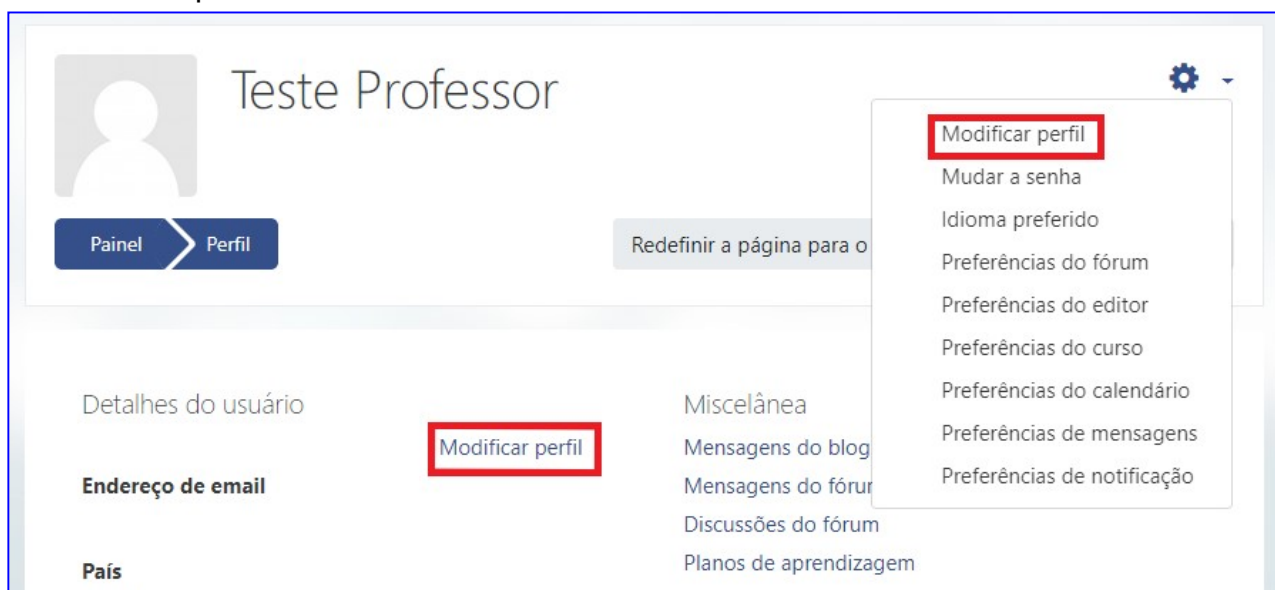 Teste Professor
Modificar perfil
Mudar a senha
Idioma preferido
Preferências do fórum
Preferências do editor
Preferências do curso
Preferências do calendário
Preferências de mensagens
Preferências de notificação
Painel
Perfil
Redefinir a página para o
Detalhes do usuário
Modificar perfil
Endereço de email
País
Miscelânea
Mensagens do blog
Mensagens do
Discussões do fórum
Planos de aprendizagem